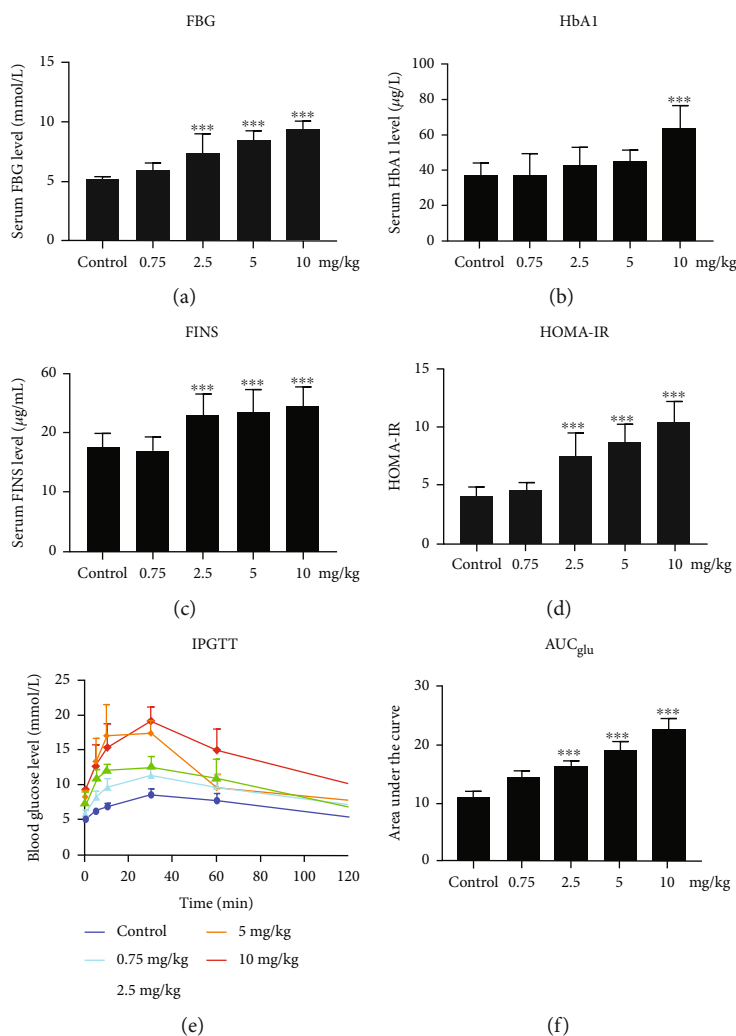 FBG
15
10
5
0
Serum FBG level (mmol/L)
***
***
***
Control 0.75 2.5 5 10 mg/kg
(a)
HbA1
100
80
60
40
20
0
Serum HbA1 level (μg/L)
***
Control 0.75 2.5 5 10 mg/kg
(b)
FINS
60
20
10
0
Serum FINS level (μg/mL)
***
***
***
Control 0.75 2.5 5 10 mg/kg
(c)
HOMA-IR
15
10
5
0
HOMA-IR
***
***
***
Control 0.75 2.5 5 10 mg/kg
(d)
IPGTT
25
20
15
10
5
0
Blood glucose level (mmol/L)
0 20 40 60 80 100 120
Time (min)
Control
0.75 mg/kg
2.5 mg/kg
5 mg/kg
10 mg/kg
(e)
AUCglu
30
20
10
0
Area under the curve
***
***
***
Control 0.75 2.5 5 10 mg/kg
(f)